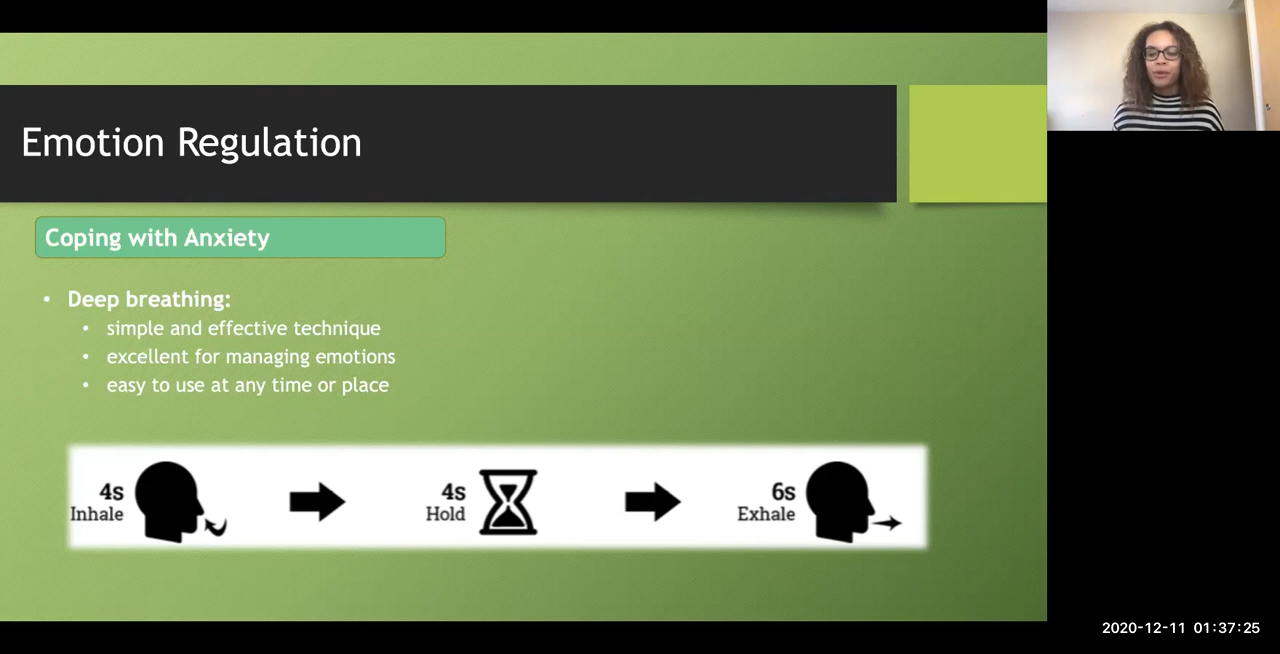 Emotion Regulation
Coping with Anxiety
• Deep breathing:
• simple and effective technique
• excellent for managing emotions
• easy to use at any time or place
4s
Inhale
4s
Hold
6s
Exhale
2020-12-11 01:37:25